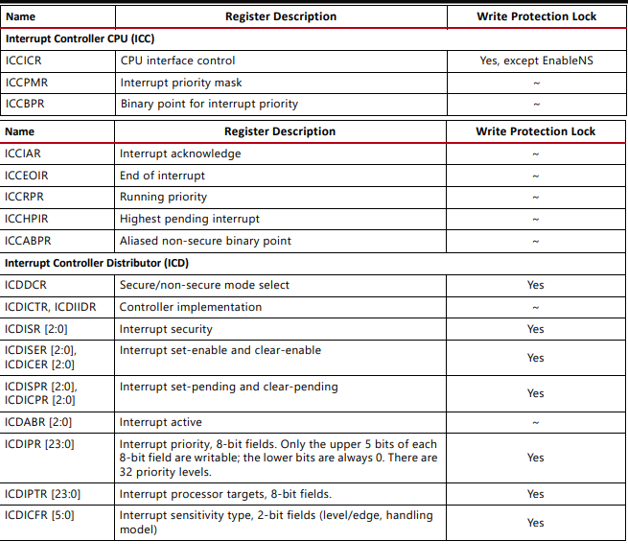 Name Register Description Write Protection Lock
Interrupt Controller CPU (ICC)
ICCICR CPU interface control Yes, except EnableNS
ICCPMR Interrupt priority mask ~
ICCBPR Binary point for interrupt priority ~
Name Register Description Write Protection Lock
ICCIAR Interrupt acknowledge ~
ICCEOIR End of interrupt ~
ICCRPR Running priority ~
ICCHPIR Highest pending interrupt ~
ICCABPR Aliased non-secure binary point ~
Interrupt Controller Distributor (ICD)
ICDDCR Secure/non-secure mode select Yes
ICDICTR, ICDIIDR Controller implementation ~
ICDISR [2:0] Interrupt security Yes
ICDISER [2:0],
ICDICER [2:0] Interrupt set-enable and clear-enable Yes
ICDISPR [2:0],
ICDICPR [2:0] Interrupt set-pending and clear-pending Yes
ICDABR [2:0] Interrupt active ~
ICDIPR [23:0] Interrupt priority, 8-bit fields. Only the upper 5 bits of each
8-bit field are writable; the lower bits are always 0. There are
32 priority levels. Yes
ICDIPTR [23:0] Interrupt processor targets, 8-bit fields. Yes
ICDICFR [5:0] Interrupt sensitivity type, 2-bit fields (level/edge, handling
model) Yes